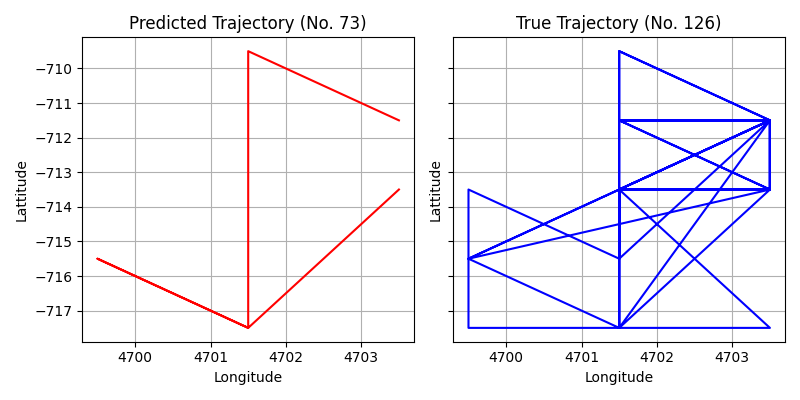 Predicted Trajectory (No. 73)
True Trajectory (No. 126)
Lattitude
−710
−711
−712
−713
−714
−715
−716
−717
4700
4701
4702
4703
Longitude
Lattitude
4700
4701
4702
4703
Longitude